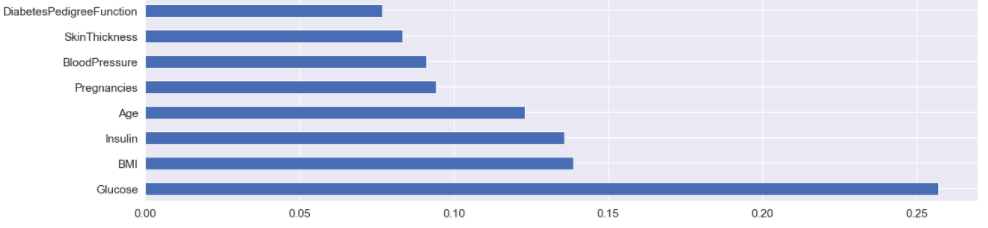 DiabetesPedigreeFunction
SkinThickness
BloodPressure
Pregnancies
Age
Insulin
BMI
Glucose
0.00 0.05 0.10 0.15 0.20 0.25